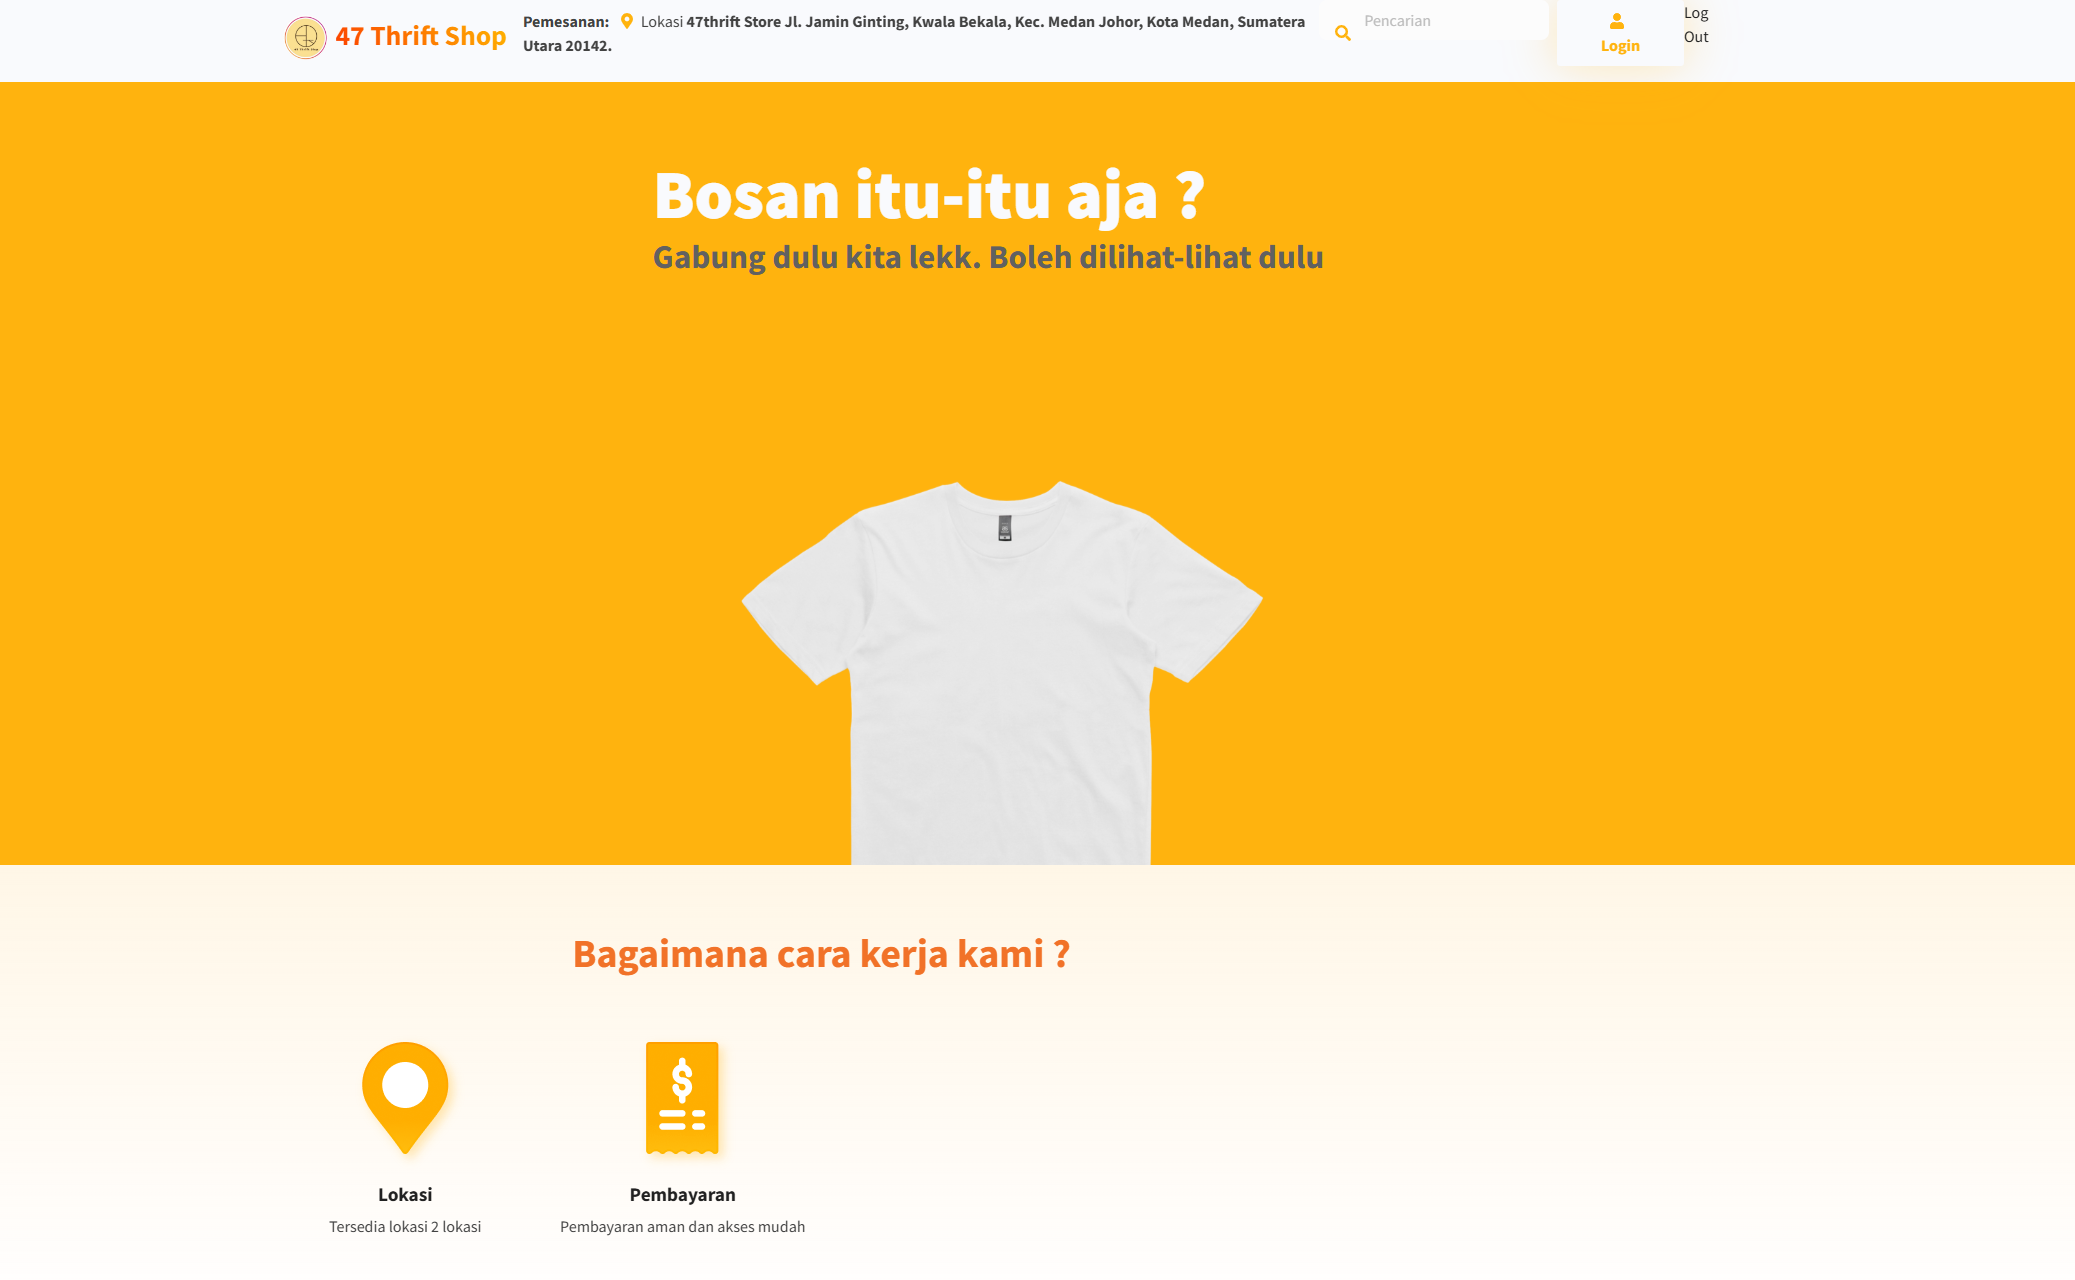 47 Thrift Shop
Pemesanan: Lokasi 47thrift Store Jl. Jamin Ginting, Kwala Bekala, Kec. Medan Johor, Kota Medan, Sumatera
Utara 20142.
Pencarian
Login
Log
Out
Bosan itu-itu aja ?
Gabung dulu kita lekk. Boleh dilihat-lihat dulu
Bagaimana cara kerja kami ?
$
Lokasi
Tersedia lokasi 2 lokasi
Pembayaran
Pembayaran aman dan akses mudah